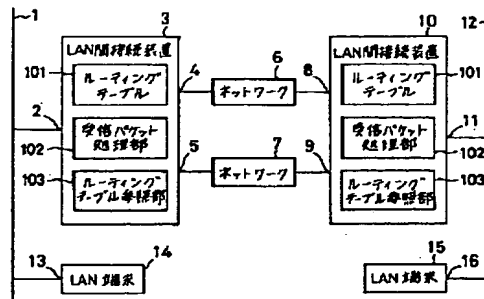 1
3
10
12
LAN間接続装置
LAN間接続装置
101
ルーティングテーブル
4
6
ネットワーク
8
ルーティングテーブル
101
2
受信パケット処理部
102
受信パケット処理部
11
102
5
7
ネットワーク
9
103
ルーティングテーブル参照部
ルーティングテーブル参照部
103
13
14
LAN端末
15
LAN端末
16